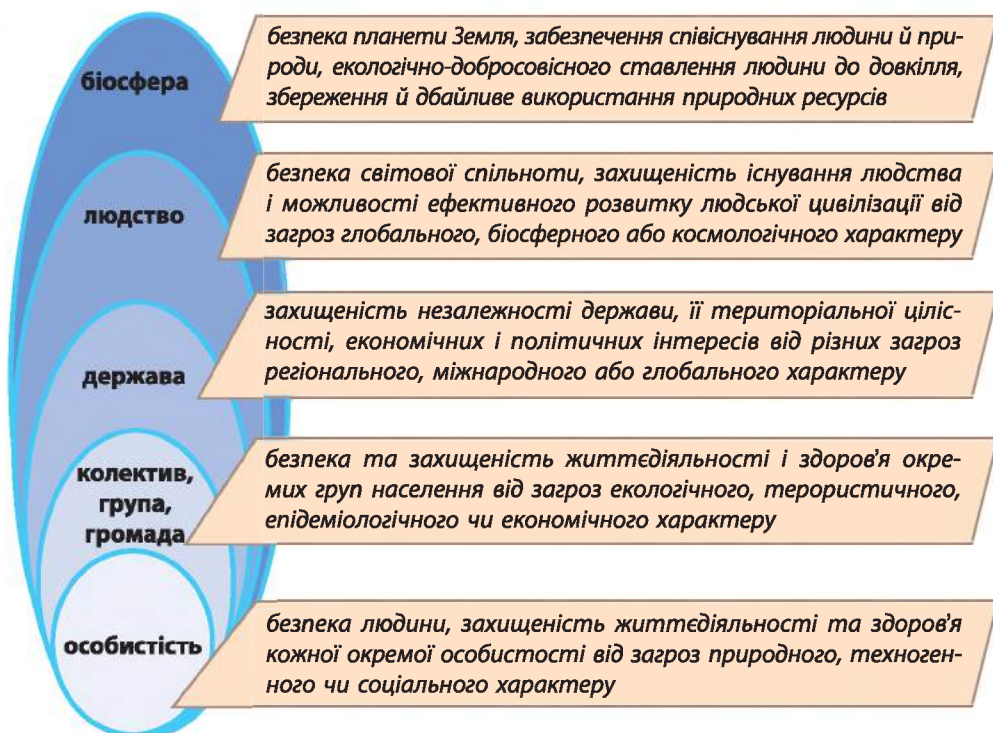 біосфера
безпека планети Земля, забезпечення співіснування людини й при-
роди, екологічно-добросовісного ставлення людини до довкілля,
збереження й дбайливе використання природних ресурсів
людство
безпека світової спільноти, захищеність існування людства
і можливості ефективного розвитку людської цивілізації від
загроз глобального, біосферного або космологічного характеру
держава
захищеність незалежності держави, її територіальної ціліс-
ності, економічних і політичних інтересів від різних загроз
регіонального, міжнародного або глобального характеру
колектив,
група,
громада
безпека та захищеність життєдіяльності і здоров'я окре-
мих груп населення від загроз екологічного, терористичного,
епідеміологічного чи економічного характеру
особистість
безпека людини, захищеність життєдіяльності та здоров'я
кожної окремої особистості від загроз природного, техноген-
ного чи соціального характеру